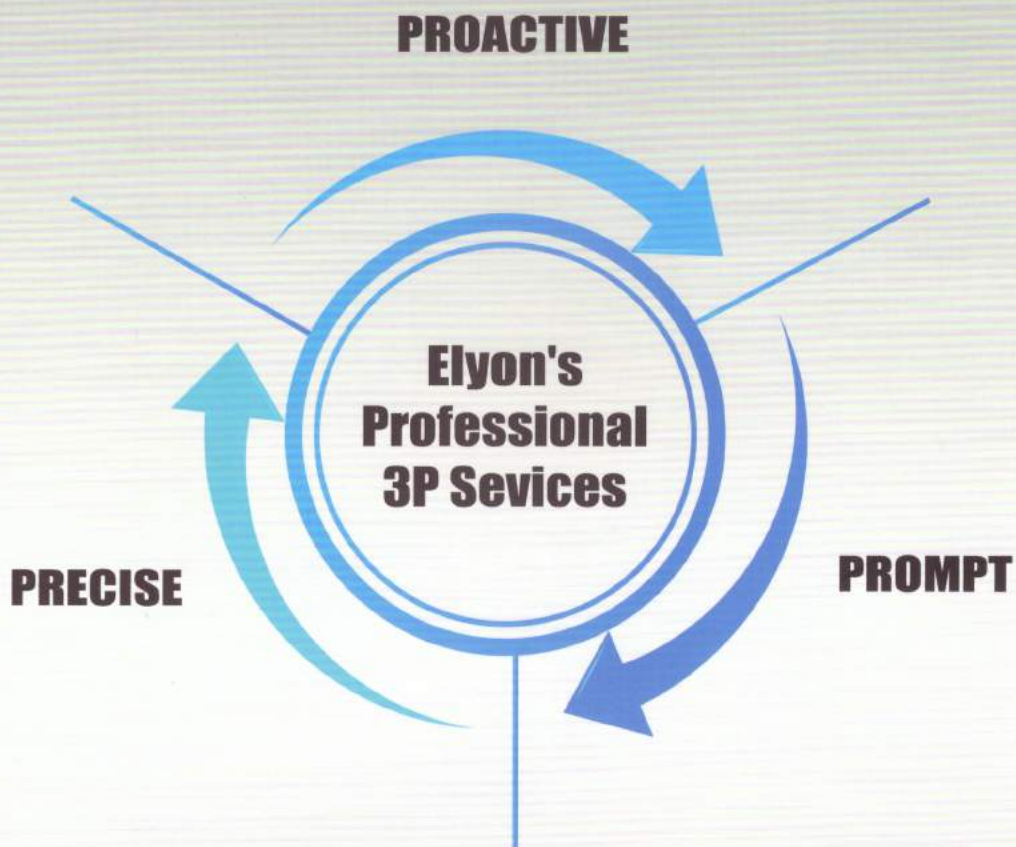 PROACTIVE
Elyon's
Professional
3P Sevices
PRECISE
PROMPT